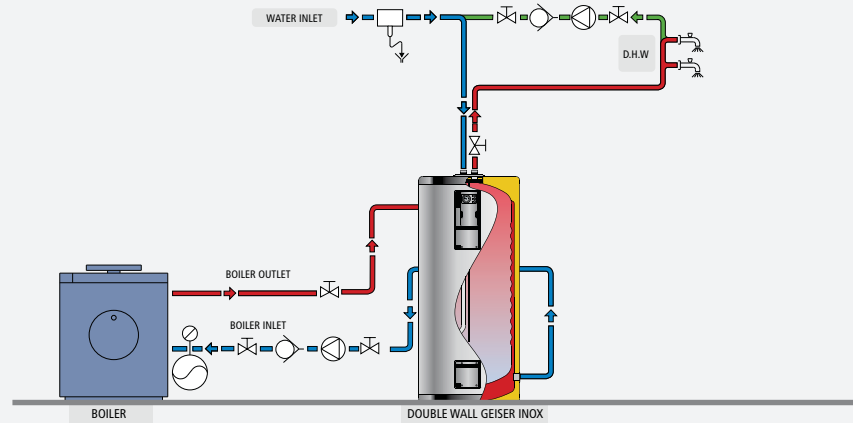 WATER INLET
D.H.W
BOILER OUTLET
BOILER INLET
BOILER
DOUBLE WALL GEISER INOX